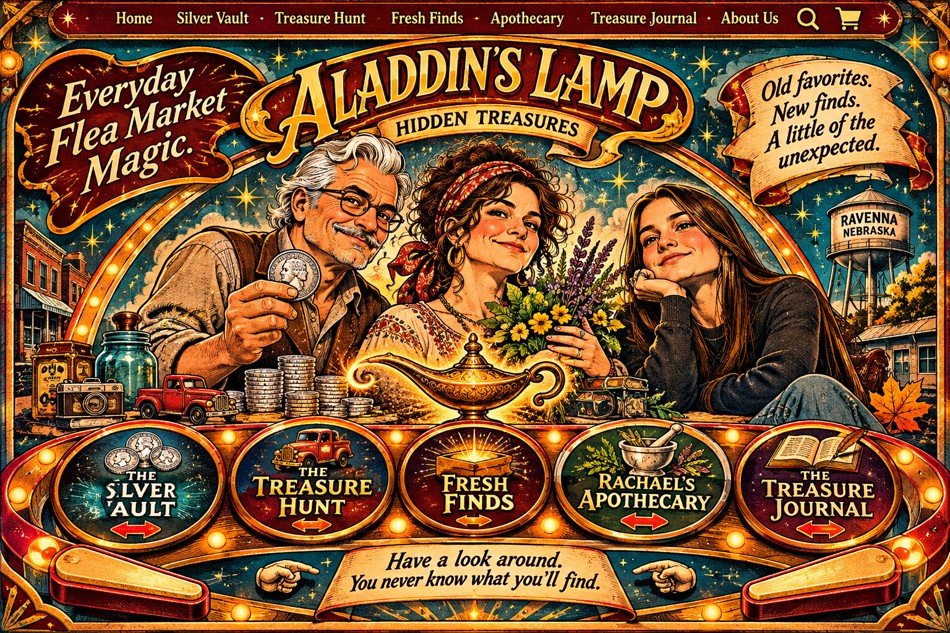 Home · Silver Vault · Treasure Hunt · Fresh Finds · Apothecary · Treasure Journal · About Us
Everyday
Flea Market
Magic.
ALADDIN'S LAMP
HIDDEN TREASURES
Old favorites.
New finds.
A little of the
unexpected.
RAVENNA
NEBRASKA
THE
SILVER
VAULT
THE
TREASURE
HUNT
FRESH
FINDS
RACHAEL'S
APOTHECARY
THE
TREASURE
JOURNAL
Have a look around.
You never know what you'll find.